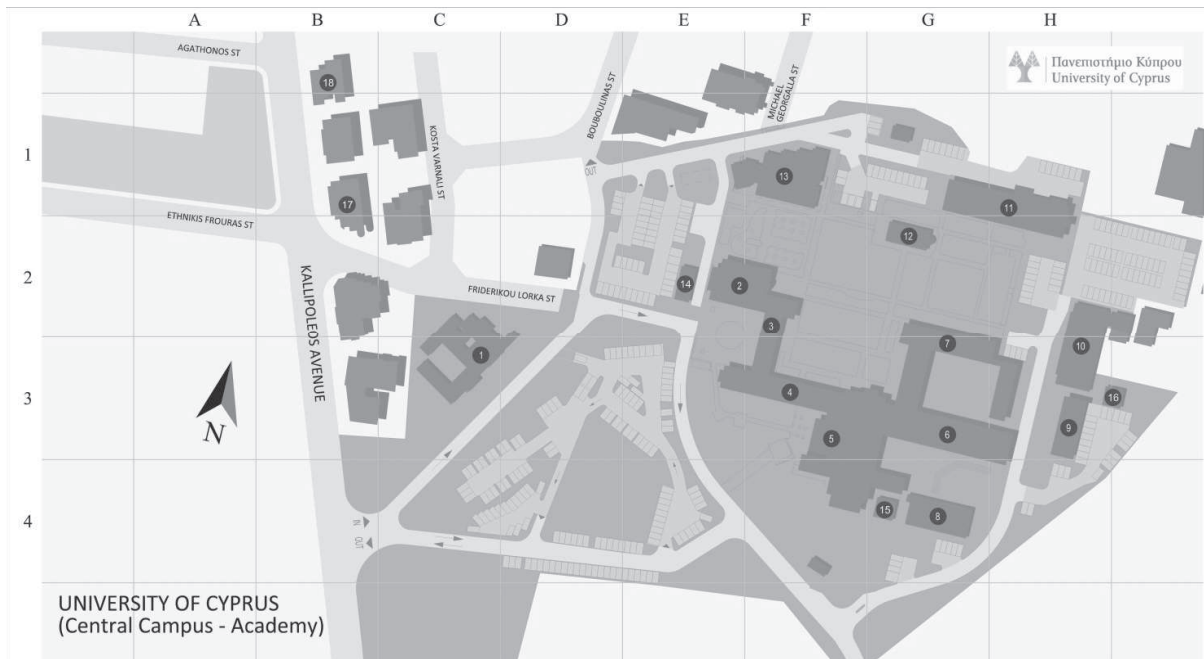 A B C D E F G H
AGATHONOS ST
18
BOUBOULINAS ST
MICHAEL
GEORGALLA ST
Πανεπιστήμιο Κύπρου
University of Cyprus
1
KOSTA VARNALI ST
OUT
13
17
11
ETHNIKIS FROURAS ST
12
2
KALLIPOLEOS AVENUE
FRIDERIKOU LORKA ST
14
2
3
1
7
10
3
N
4
16
5
6
9
4
IN
OUT
15
8
UNIVERSITY OF CYPRUS
(Central Campus - Academy)